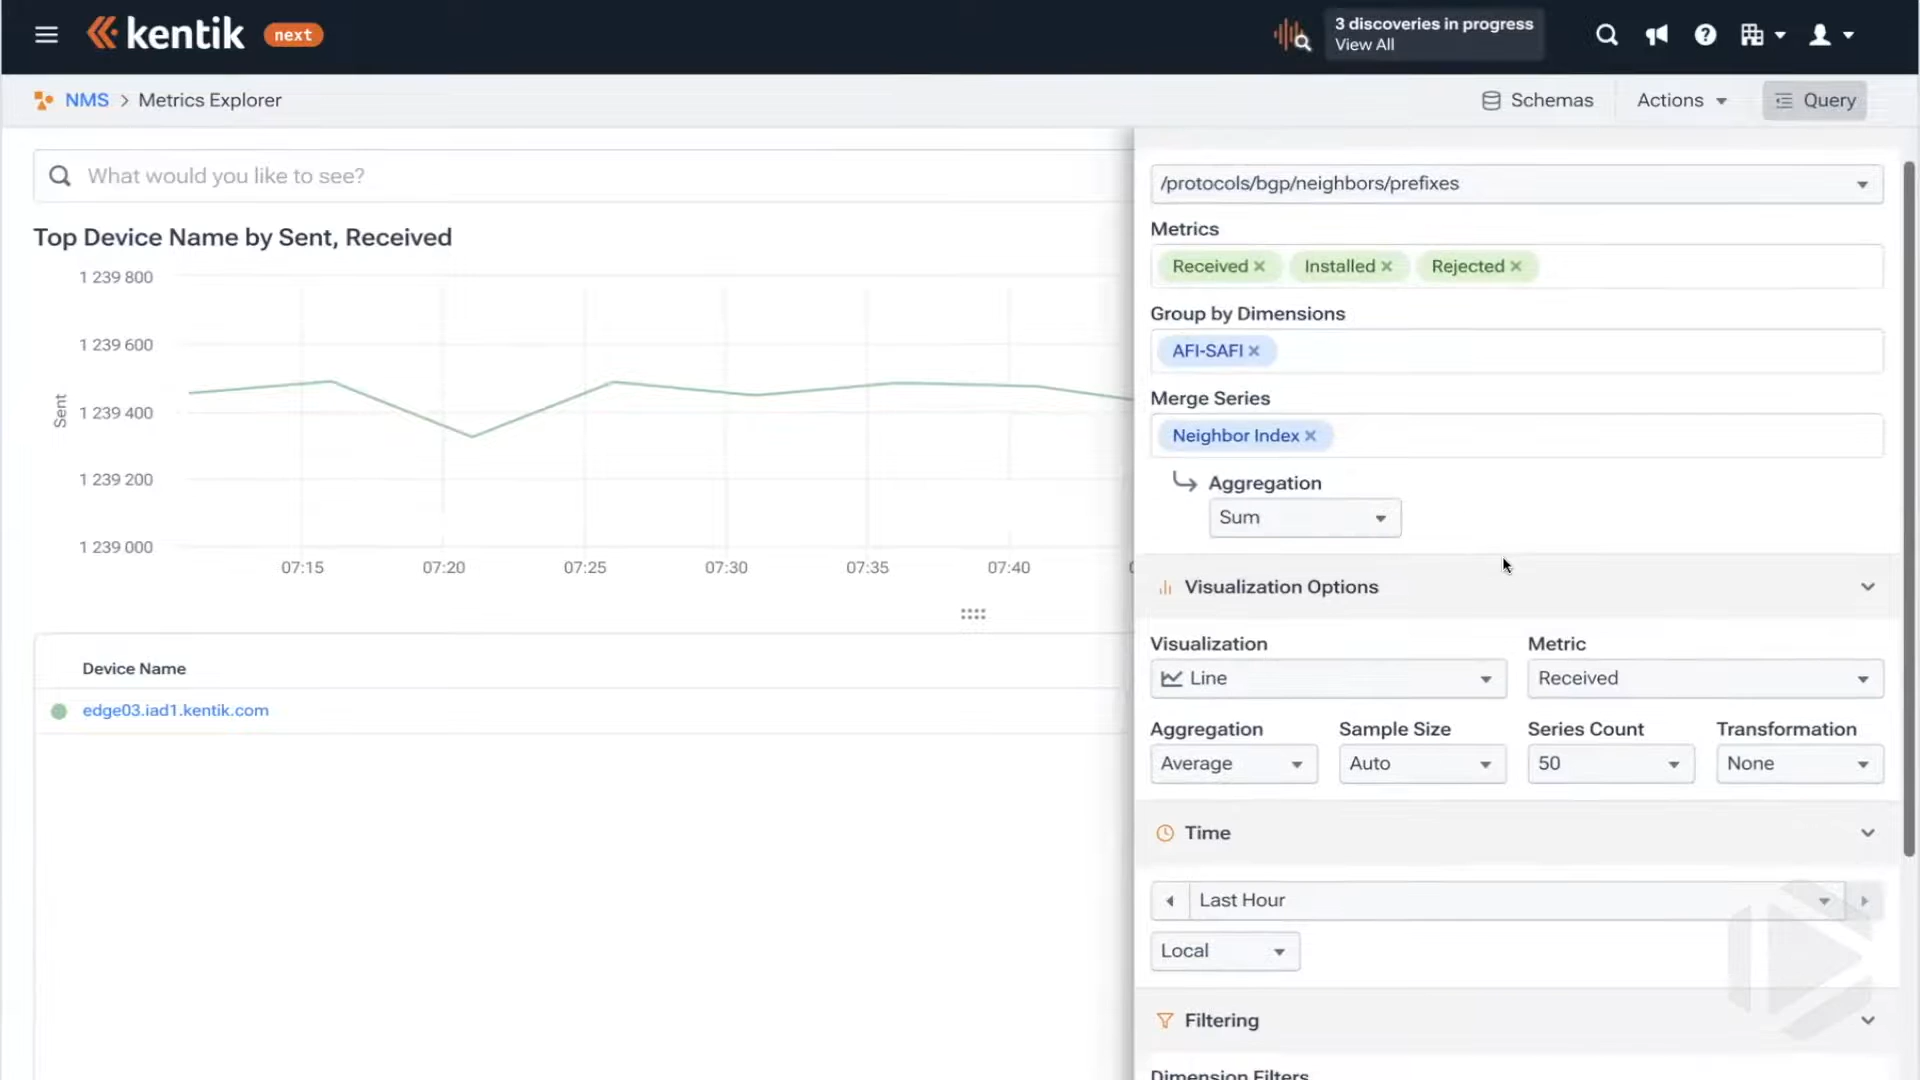 kentik next
3 discoveries in progress
View All
NMS > Metrics Explorer
Schemas
Actions
Query
What would you like to see?
Top Device Name by Sent, Received
1 239 800
1 239 600
1 239 400
1 239 200
1 239 000
Sent
07:15 07:20 07:25 07:30 07:35 07:40
Device Name
edge03.iad1.kentik.com
/protocols/bgp/neighbors/prefixes
Metrics
Received × Installed × Rejected ×
Group by Dimensions
AFI-SAFI ×
Merge Series
Neighbor Index ×
Aggregation
Sum
Visualization Options
Visualization Metric
Line Received
Aggregation Sample Size Series Count Transformation
Average Auto 50 None
Time
Last Hour
Local
Filtering
Dimension Filters